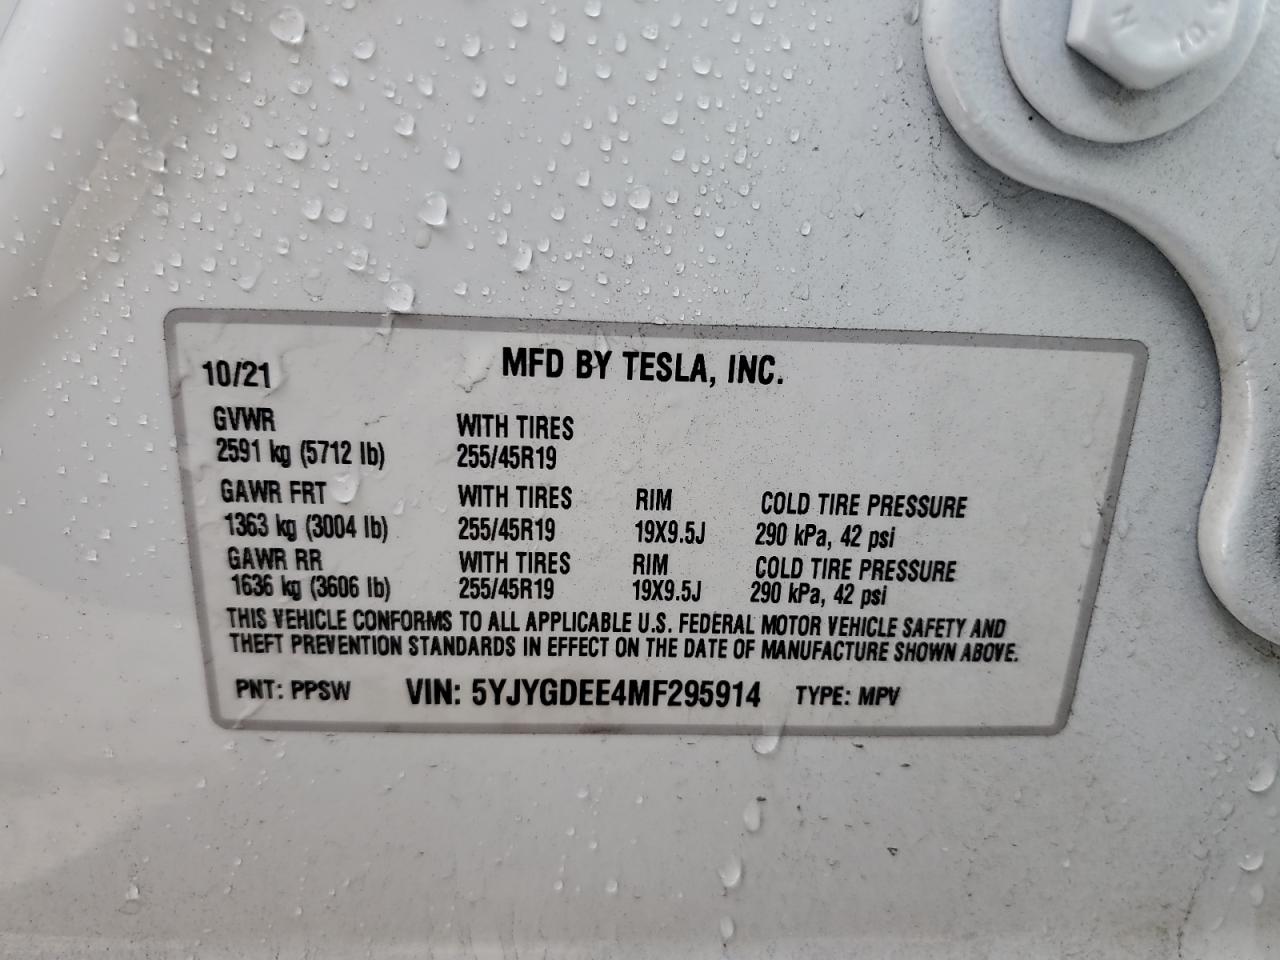 10/21 MFD BY TESLA, INC.
GVWR WITH TIRES
2591 kg (5712 lb) 255/45R19
GAWR FRT WITH TIRES RIM COLD TIRE PRESSURE
1363 kg (3004 lb) 255/45R19 19X9.5J 290 kPa, 42 psi
GAWR RR WITH TIRES RIM COLD TIRE PRESSURE
1636 kg (3606 lb) 255/45R19 19X9.5J 290 kPa, 42 psi
THIS VEHICLE CONFORMS TO ALL APPLICABLE U.S. FEDERAL MOTOR VEHICLE SAFETY AND
THEFT PREVENTION STANDARDS IN EFFECT ON THE DATE OF MANUFACTURE SHOWN ABOVE.
PNT: PPSW VIN: 5YJYGDEE4MF295914 TYPE: MPV